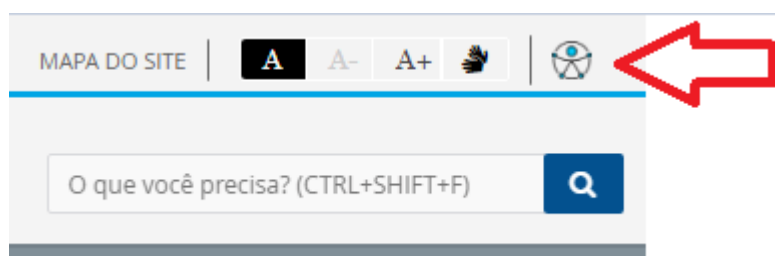 MAPA DO SITE A A- A+
O que você precisa? (CTRL+SHIFT+F)